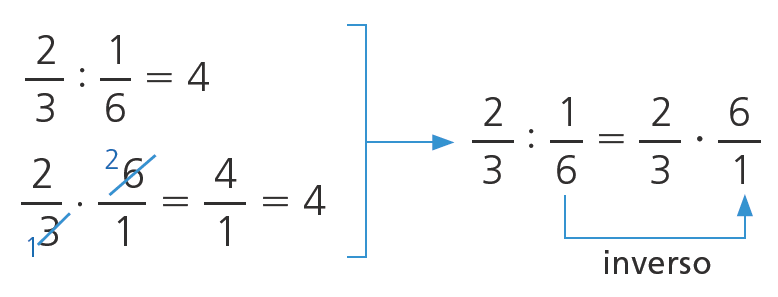 2/3 : 1/6 = 4
2/3 · 6/1 = 4/1 = 4
2
1
2/3 : 1/6 = 2/3 · 6/1
inverso